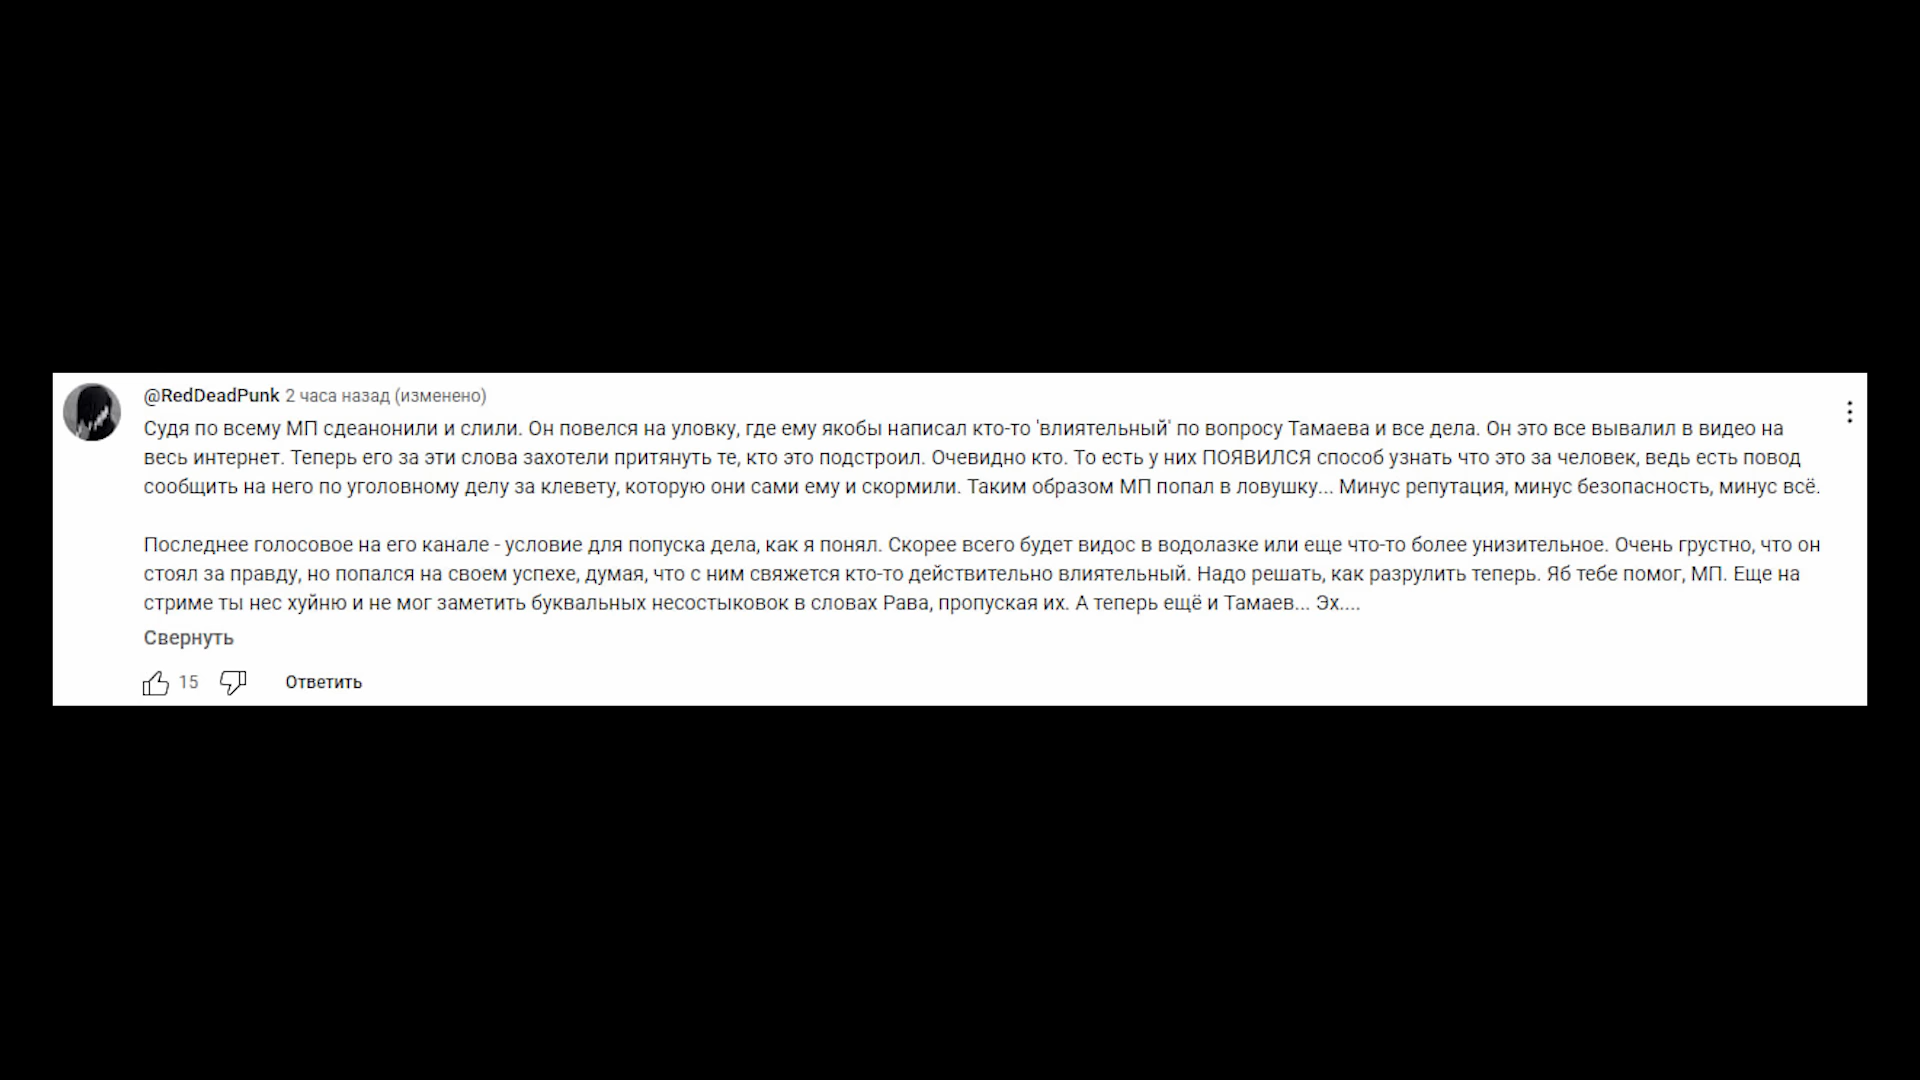 @RedDeadPunk 2 часа назад (изменено)
Судя по всему МП сдеанонили и слили. Он повелся на уловку, где ему якобы написал кто-то 'влиятельный' по вопросу Тамаева и все дела. Он это все вывалил в видео на
весь интернет. Теперь его за эти слова захотели притянуть те, кто это подстроил. Очевидно кто. То есть у них ПОЯВИЛСЯ способ узнать что это за человек, ведь есть повод
сообщить на него по уголовному делу за клевету, которую они сами ему и скормили. Таким образом МП попал в ловушку... Минус репутация, минус безопасность, минус всё.
Последнее голосовое на его канале - условие для попуска дела, как я понял. Скорее всего будет видос в водолазке или еще что-то более унизительное. Очень грустно, что он
стоял за правду, но попался на своем успехе, думая, что с ним свяжется кто-то действительно влиятельный. Надо решать, как разрулить теперь. Яб тебе помог, МП. Еще на
стриме ты нес хуйню и не мог заметить буквальных несостыковок в словах Рава, пропуская их. А теперь ещё и Тамаев... Эх....
Свернуть
15 Ответить